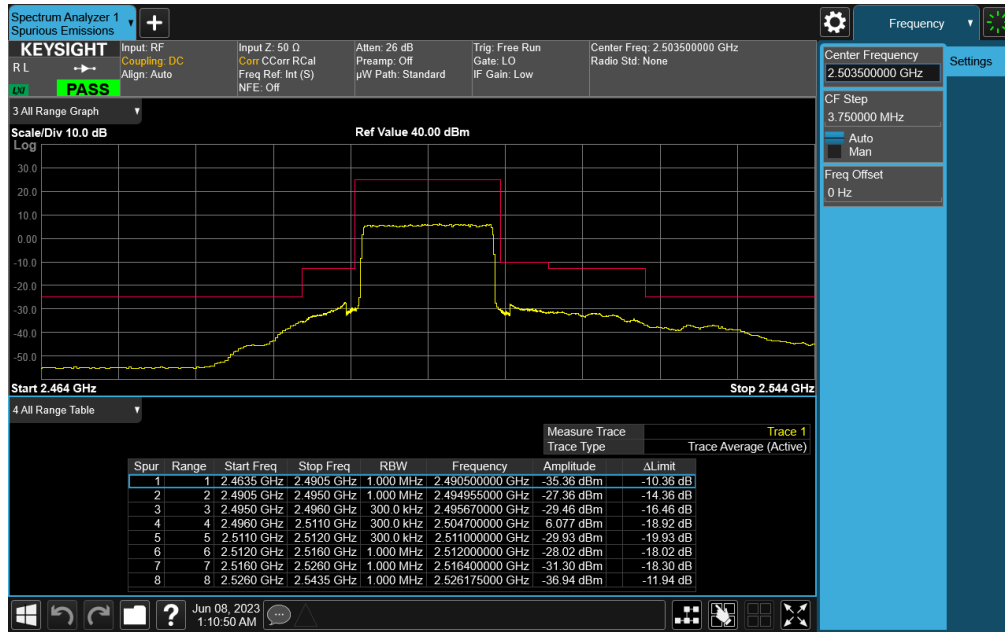 Spectrum Analyzer 1
Spurious Emissions
Frequency
KEYSIGHT
R L
LXI
PASS
Input: RF
Coupling: DC
Align: Auto
Input Z: 50 Ω
Corr CCorr RCal
Freq Ref: Int (S)
NFE: Off
Atten: 26 dB
Preamp: Off
µW Path: Standard
Trig: Free Run
Gate: LO
IF Gain: Low
Center Freq: 2.503500000 GHz
Radio Std: None
Center Frequency
2.503500000 GHz
Settings
CF Step
3.750000 MHz
Auto
Man
Freq Offset
0 Hz
3 All Range Graph
Scale/Div 10.0 dB
Ref Value 40.00 dBm
Log
30.0
20.0
10.0
0.00
-10.0
-20.0
-30.0
-40.0
-50.0
Start 2.464 GHz
Stop 2.544 GHz
4 All Range Table
Measure Trace Trace 1
Trace Type Trace Average (Active)
Spur Range Start Freq Stop Freq RBW Frequency Amplitude ΔLimit
1 1 2.4635 GHz 2.4905 GHz 1.000 MHz 2.490500000 GHz -35.36 dBm -10.36 dB
2 2 2.4905 GHz 2.4950 GHz 1.000 MHz 2.494955000 GHz -27.36 dBm -14.36 dB
3 3 2.4950 GHz 2.4960 GHz 300.0 kHz 2.495670000 GHz -29.46 dBm -16.46 dB
4 4 2.4960 GHz 2.5110 GHz 300.0 kHz 2.504700000 GHz 6.077 dBm -18.92 dB
5 5 2.5110 GHz 2.5120 GHz 300.0 kHz 2.511000000 GHz -29.93 dBm -19.93 dB
6 6 2.5120 GHz 2.5160 GHz 1.000 MHz 2.512000000 GHz -28.02 dBm -18.02 dB
7 7 2.5160 GHz 2.5260 GHz 1.000 MHz 2.516400000 GHz -31.30 dBm -18.30 dB
8 8 2.5260 GHz 2.5435 GHz 1.000 MHz 2.526175000 GHz -36.94 dBm -11.94 dB
Jun 08, 2023
1:10:50 AM